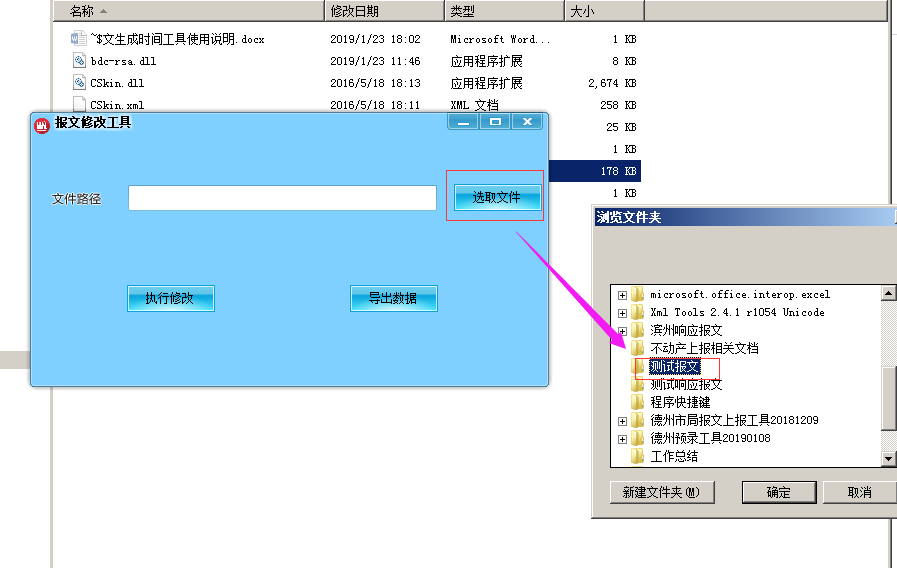 名称 修改日期 类型 大小
~$文生成时间工具使用说明.docx 2019/1/23 18:02 Microsoft Word... 1 KB
bdc-rsa.dll 2019/1/23 11:46 应用程序扩展 8 KB
CSkin.dll 2016/5/18 18:13 应用程序扩展 2,674 KB
CSkin.xml 2016/5/18 18:11 XML 文档 258 KB
25 KB
1 KB
178 KB
1 KB
报文修改工具
文件路径 选取文件
执行修改 导出数据
浏览文件夹
microsoft.office.interop.excel
Xml Tools 2.4.1 r1054 Unicode
滨州响应报文
不动产上报相关文档
测试报文
测试响应报文
程序快捷键
德州市局报文上报工具20181209
德州预录工具20190108
工作总结
新建文件夹(M) 确定 取消